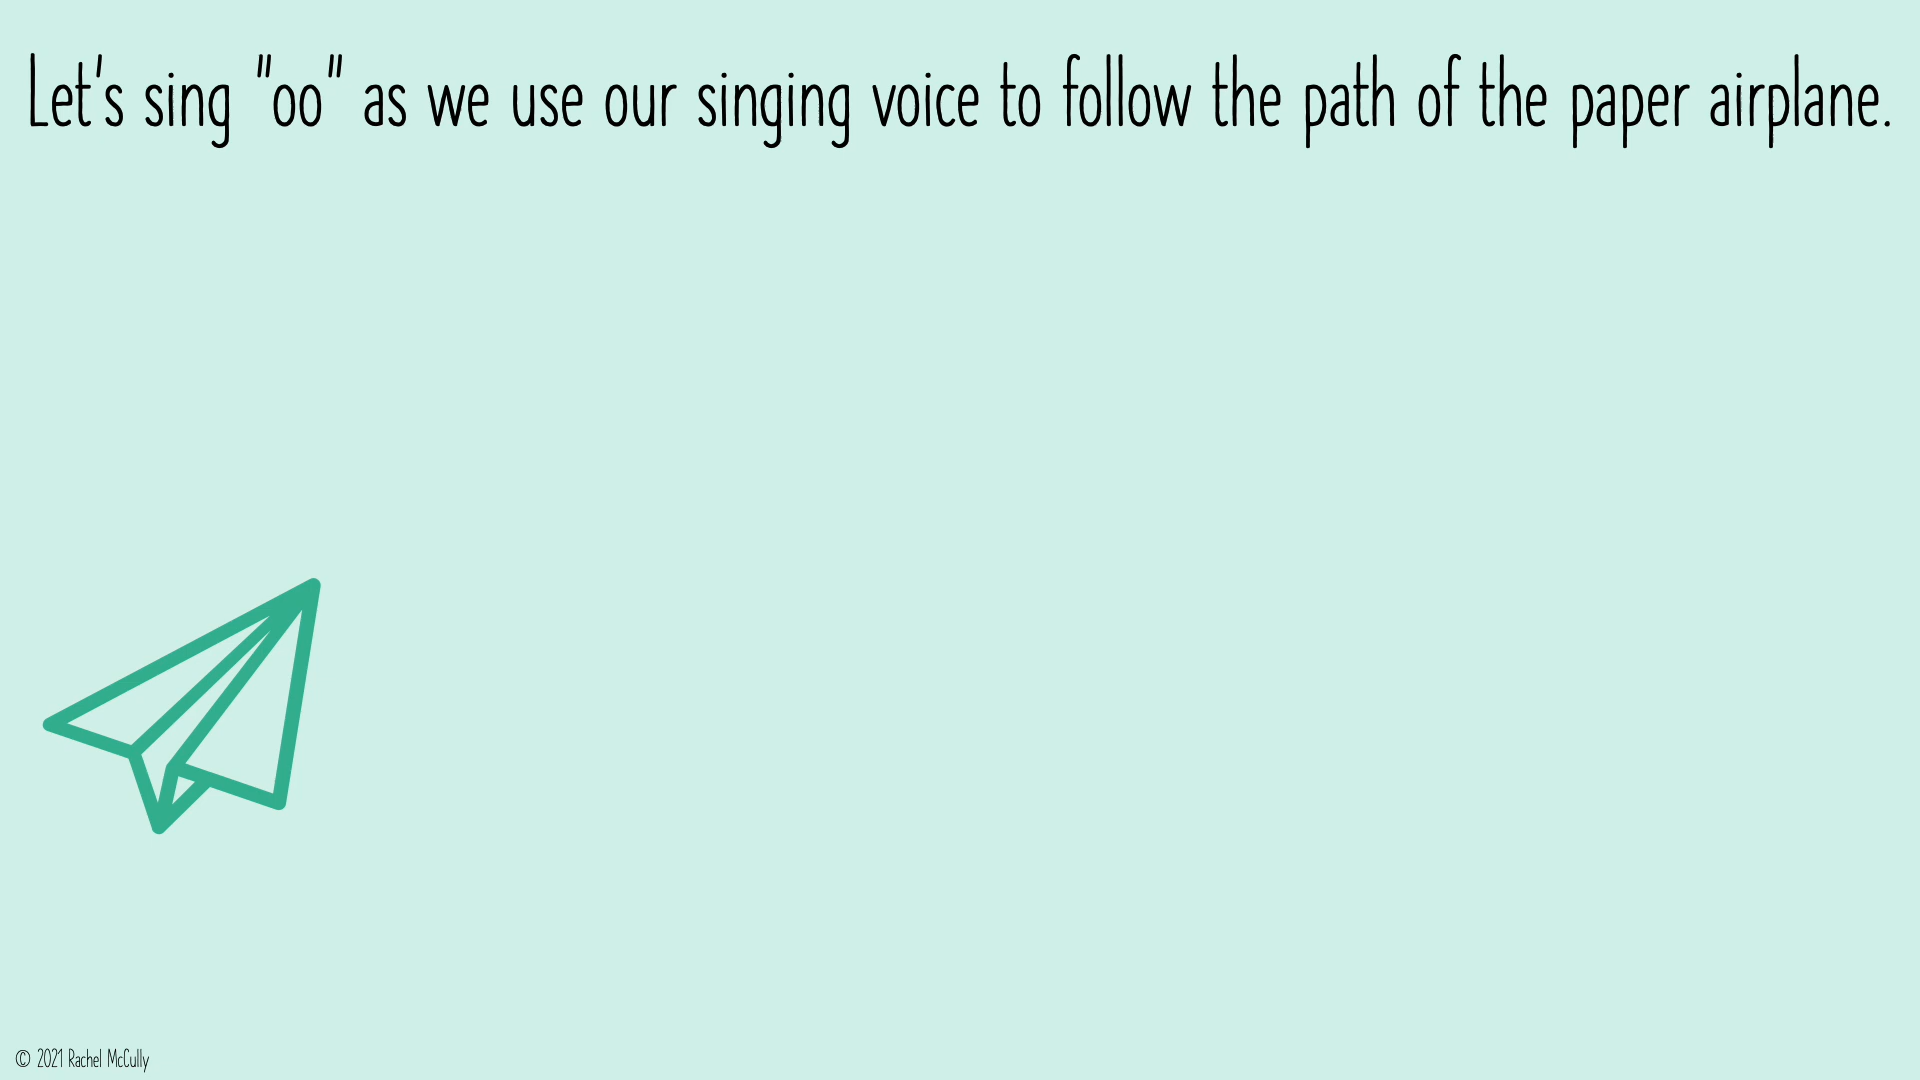 Let's sing "oo" as we use our singing voice to follow the path of the paper airplane.
© 2021 Rachel McCully